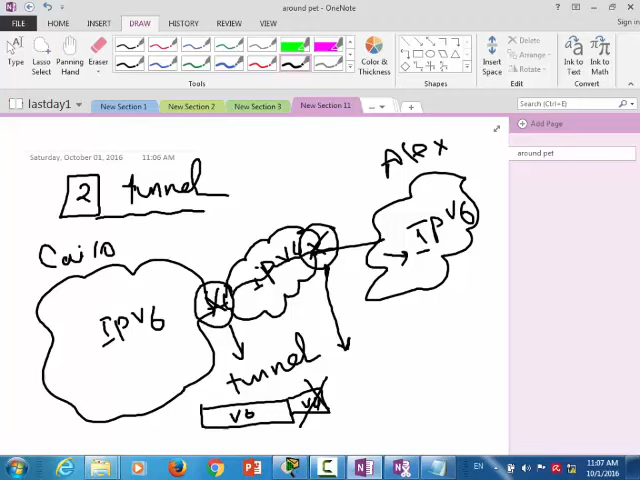 around pet - OneNote
FILE HOME INSERT DRAW HISTORY REVIEW VIEW
Sign in
Type
Lasso Select
Panning Hand
Eraser
Color & Thickness
Insert Space
Delete
Arrange
Ink to Text
Ink to Math
Tools
Shapes
Edit
Convert
lastday1
New Section 1
New Section 2
New Section 3
New Section 11
Search (Ctrl+E)
Add Page
around pet
Saturday, October 01, 2016 11:06 AM
Alex
2 tunnel
IPV6
Cairo
IPV4
IPV6
tunnel
V6 V4
EN
11:07 AM
10/1/2016